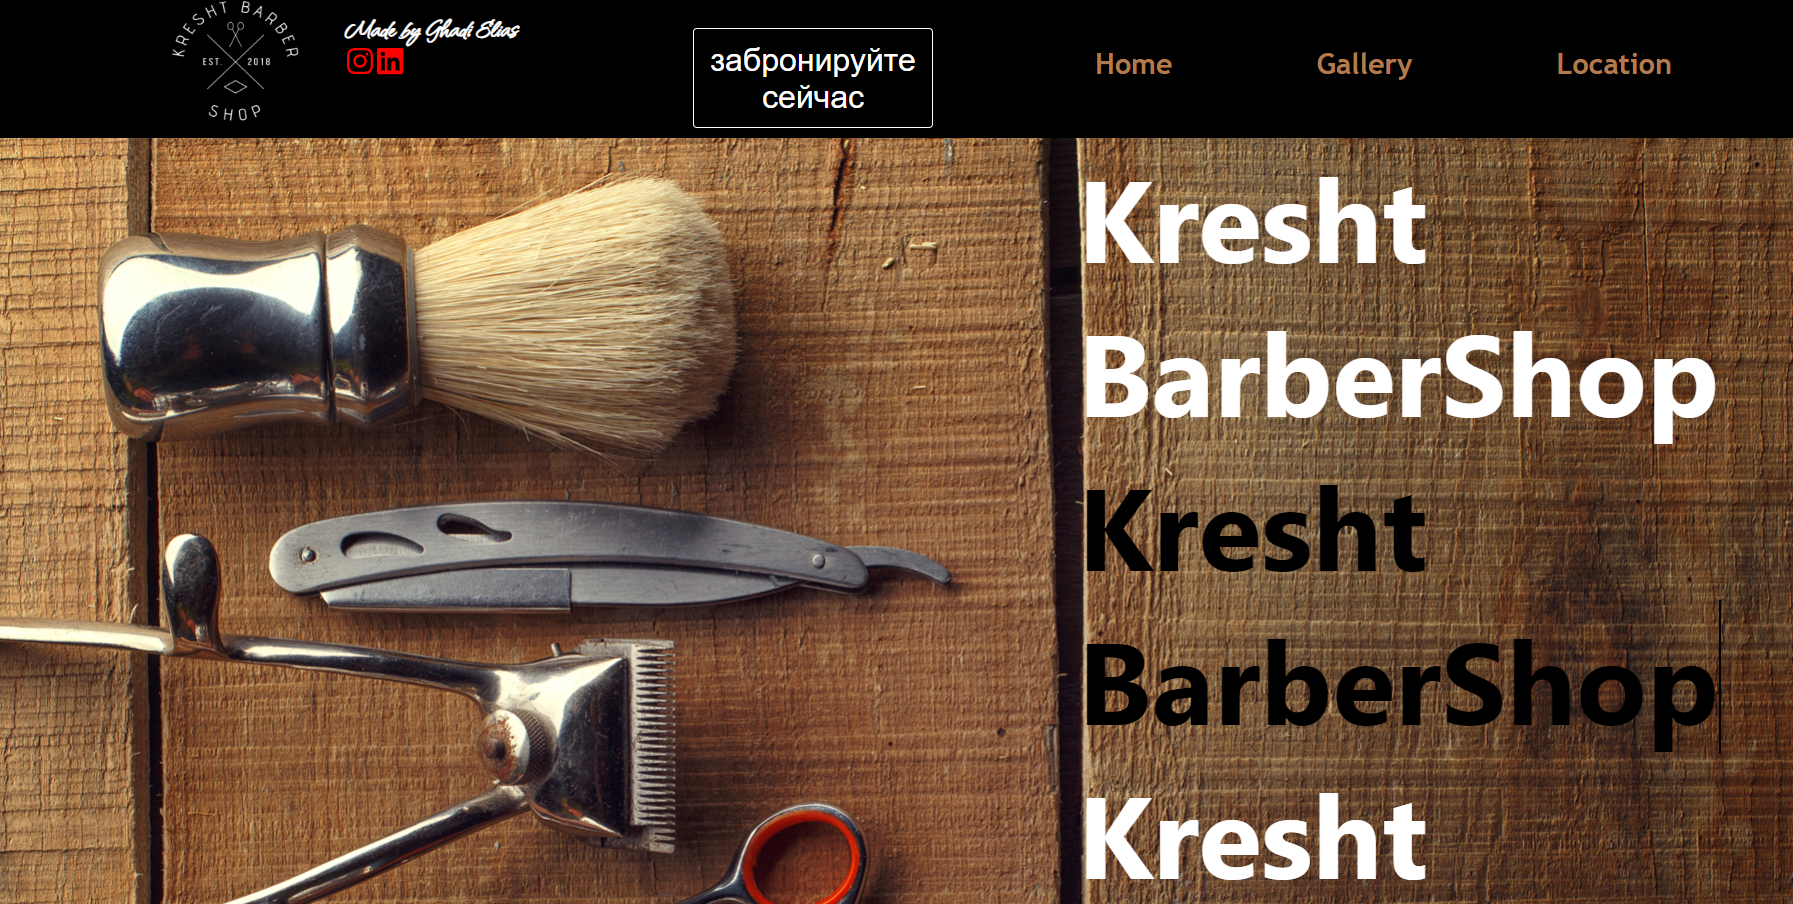 KRESHT BARBER
EST. 2018
SHOP
Made by Ghadi Elias
in
забронируйте
сейчас
Home
Gallery
Location
Kresht
BarberShop
Kresht
BarberShop
Kresht